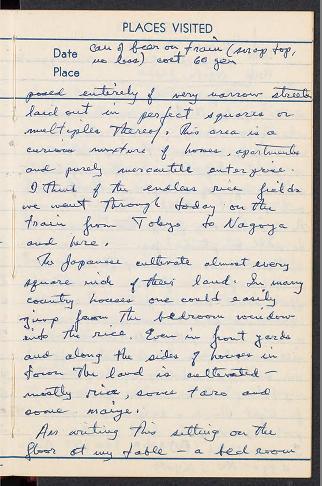 PLACES VISITED
Date can of beer on train (snap top,
no less) cost 60 yen
Place
posed entirely of very narrow streets
laid out in perfect squares or
multiples thereof. This area is a
curious mixture of homes, apartments
and purely mercantile enterprise.
I think of the endless rice fields
we went through today on the
train from Tokyo to Nagoya
and here.
The Japanese cultivate almost every
square inch of their land. In many
country houses one could easily
jump from the bedroom window
into the rice. Even in front yards
and along the sides of houses in
town the land is cultivated -
mostly rice, some taro and
some maize.
Am writing this sitting on the
floor at my table - a bed room